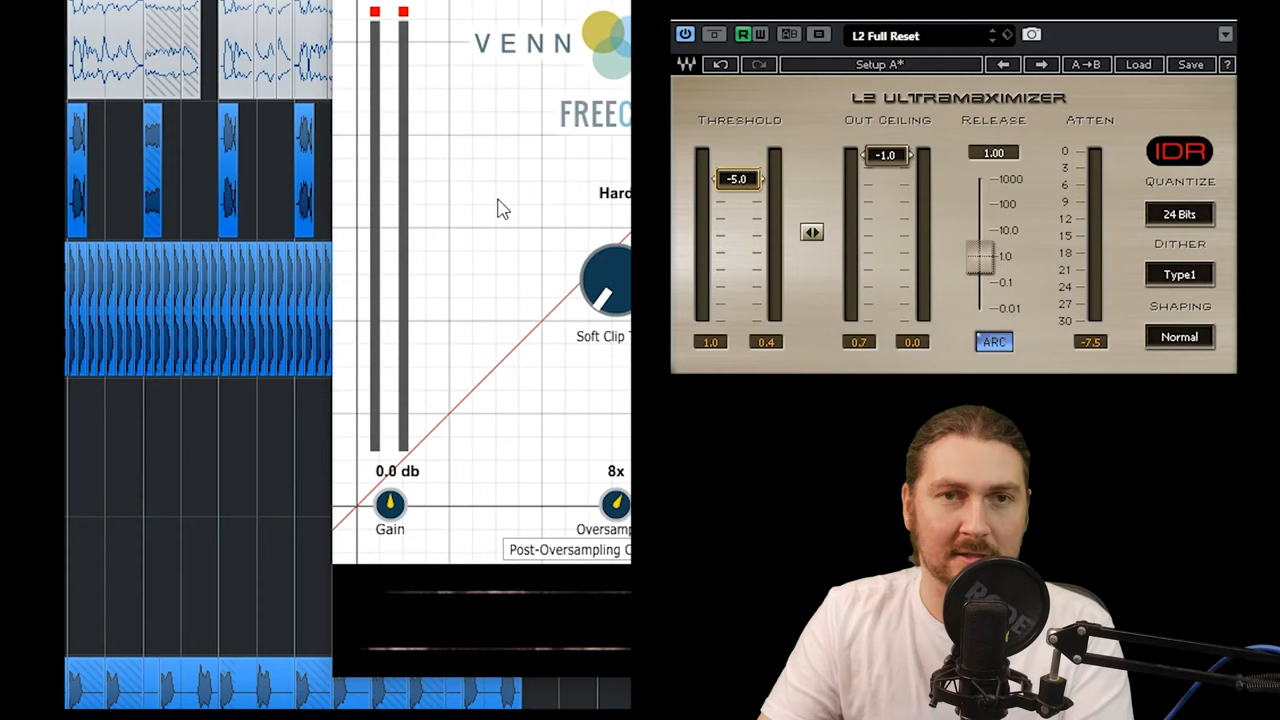 VENN
FREEC
Hard
Soft Clip T
0.0 db
8x
Gain
Oversamp
Post-Oversampling C
R W
L2 Full Reset
Setup A*
A→B
Load
Save
?
L2 ULTRAMAXIMIZER
THRESHOLD
OUT CEILING
RELEASE
ATTEN
-5.0
-1.0
1.00
1000
100
10.0
1.0
0.1
0.01
0
3
6
9
12
15
18
21
24
27
30
1.0
0.4
0.7
0.0
ARC
-7.5
IDR
QUANTIZE
24 Bits
DITHER
Type1
SHAPING
Normal
RODE